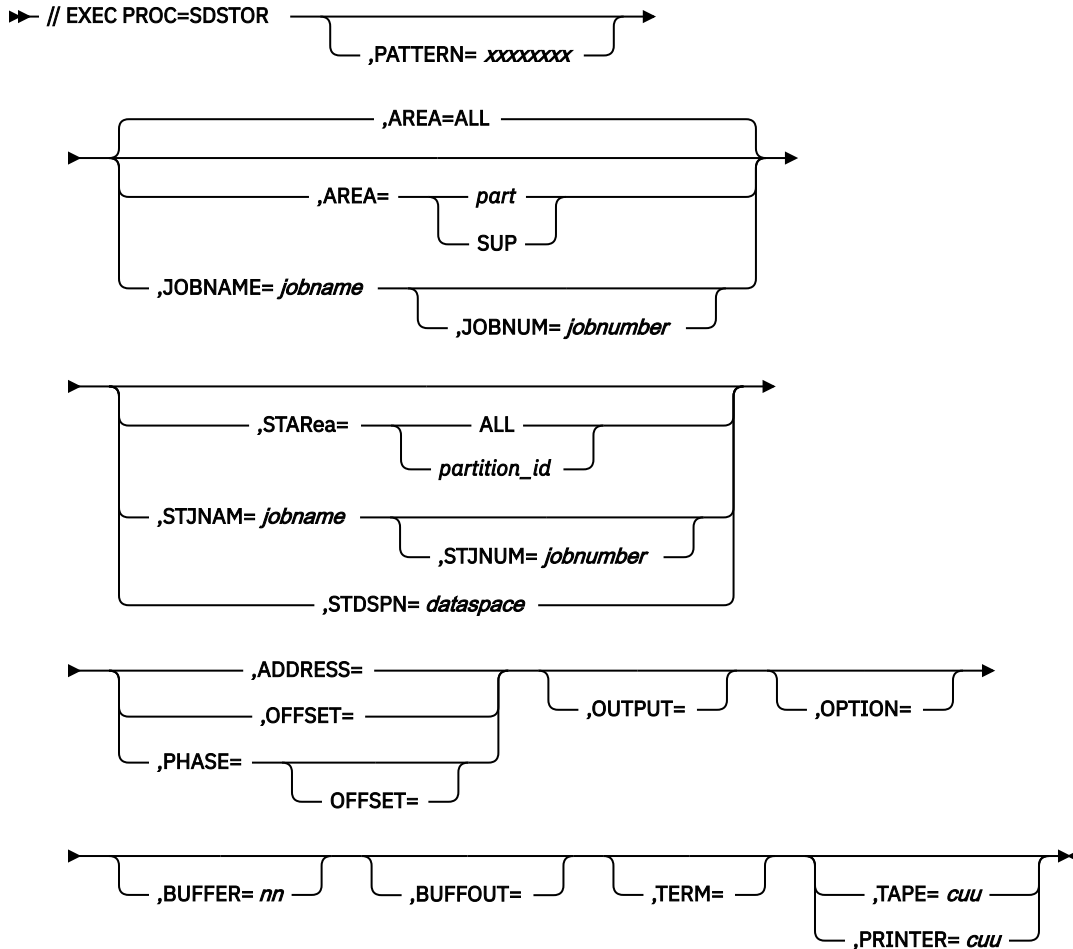 // EXEC PROC=SDSTOR
,PATTERN= xxxxxxxx
,AREA=ALL
,AREA= part
SUP
,JOBNAME= jobname
,JOBNUM= jobnumber
,STARea= ALL
partition_id
,STJNAM= jobname
,STJNUM= jobnumber
,STDSPN= dataspace
,ADDRESS=
,OFFSET= ,OUTPUT= ,OPTION=
,PHASE=
OFFSET=
,BUFFER= nn ,BUFFOUT= ,TERM= ,TAPE= cuu
,PRINTER= cuu